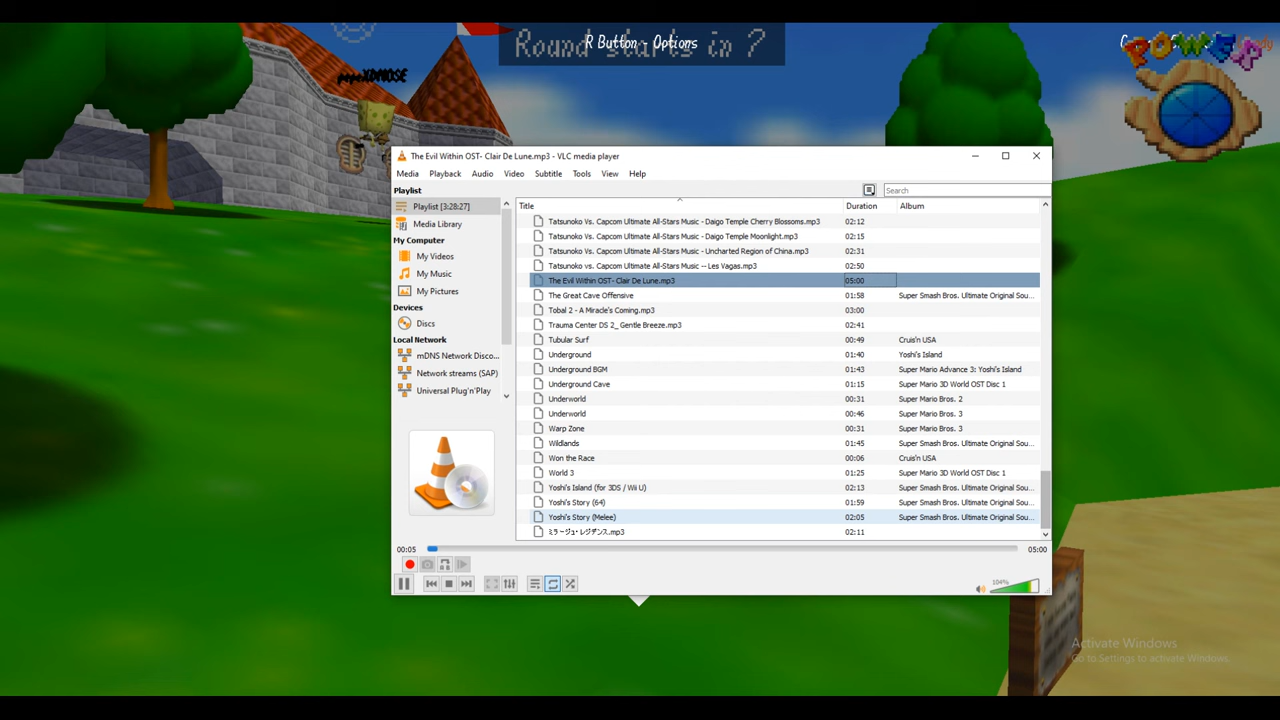 Round starts in 7
R Button - Options
POWER
The Evil Within OST- Clair De Lune.mp3 - VLC media player
Media Playback Audio Video Subtitle Tools View Help
Playlist
Search
Playlist [3:28:27]
Media Library
My Computer
My Videos
My Music
My Pictures
Devices
Discs
Local Network
mDNS Network Disco...
Network streams (SAP)
Universal Plug'n'Play
Title Duration Album
Tatsunoko Vs. Capcom Ultimate All-Stars Music - Daigo Temple Cherry Blossoms.mp3 02:12
Tatsunoko Vs. Capcom Ultimate All-Stars Music - Daigo Temple Moonlight.mp3 02:15
Tatsunoko Vs. Capcom Ultimate All-Stars Music - Uncharted Region of China.mp3 02:31
Tatsunoko vs. Capcom Ultimate All-Stars Music -- Les Vagas.mp3 02:50
The Evil Within OST- Clair De Lune.mp3 05:00
The Great Cave Offensive 01:58 Super Smash Bros. Ultimate Original Sou...
Tobal 2 - A Mirade's Coming.mp3 03:00
Trauma Center DS 2_ Gentle Breeze.mp3 02:41
Tubular Surf 00:49 Cruis'n USA
Underground 01:40 Yoshi's Island
Underground BGM 01:43 Super Mario Advance 3: Yoshi's Island
Underground Cave 01:15 Super Mario 3D World OST Disc 1
Underworld 00:31 Super Mario Bros. 2
Underworld 00:46 Super Mario Bros. 3
Warp Zone 00:31 Super Mario Bros. 3
Wildlands 01:45 Super Smash Bros. Ultimate Original Sou...
Won the Race 00:06 Cruis'n USA
World 3 01:25 Super Mario 3D World OST Disc 1
Yoshi's Island (for 3DS / Wii U) 02:13 Super Smash Bros. Ultimate Original Sou...
Yoshi's Story (64) 01:59 Super Smash Bros. Ultimate Original Sou...
Yoshi's Story (Melee) 02:05 Super Smash Bros. Ultimate Original Sou...
ミラージュ・レジデンス.mp3 02:11
00:05 05:00
104%
Activate Windows
Go to Settings to activate Windows.